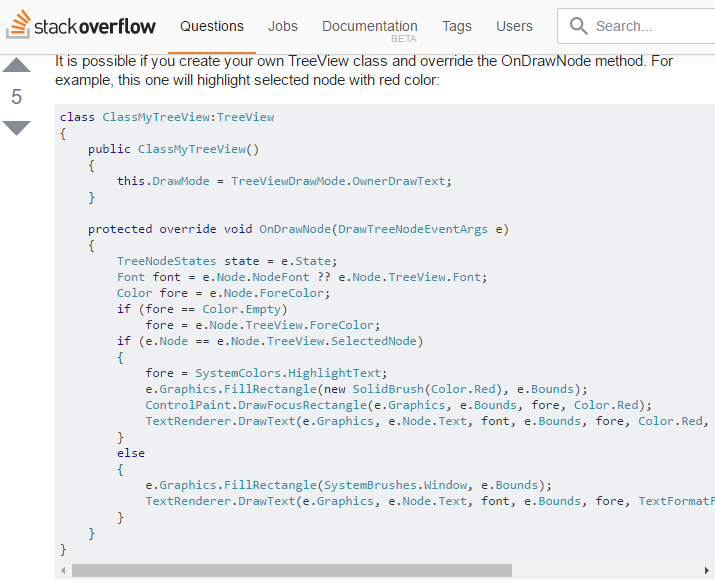 stackoverflow Questions Jobs Documentation Tags Users Search...
BETA
It is possible if you create your own TreeView class and override the OnDrawNode method. For
example, this one will highlight selected node with red color:
5
class ClassMyTreeView:TreeView
{
    public ClassMyTreeView()
    {
        this.DrawMode = TreeViewDrawMode.OwnerDrawText;
    }
    protected override void OnDrawNode(DrawTreeNodeEventArgs e)
    {
        TreeNodeStates state = e.State;
        Font font = e.Node.NodeFont ?? e.Node.TreeView.Font;
        Color fore = e.Node.ForeColor;
        if (fore == Color.Empty)
            fore = e.Node.TreeView.ForeColor;
        if (e.Node == e.Node.TreeView.SelectedNode)
        {
            fore = SystemColors.HighlightText;
            e.Graphics.FillRectangle(new SolidBrush(Color.Red), e.Bounds);
            ControlPaint.DrawFocusRectangle(e.Graphics, e.Bounds, fore, Color.Red);
            TextRenderer.DrawText(e.Graphics, e.Node.Text, font, e.Bounds, fore, Color.Red,
        }
        else
        {
            e.Graphics.FillRectangle(SystemBrushes.Window, e.Bounds);
            TextRenderer.DrawText(e.Graphics, e.Node.Text, font, e.Bounds, fore, TextFormatF
        }
    }
}